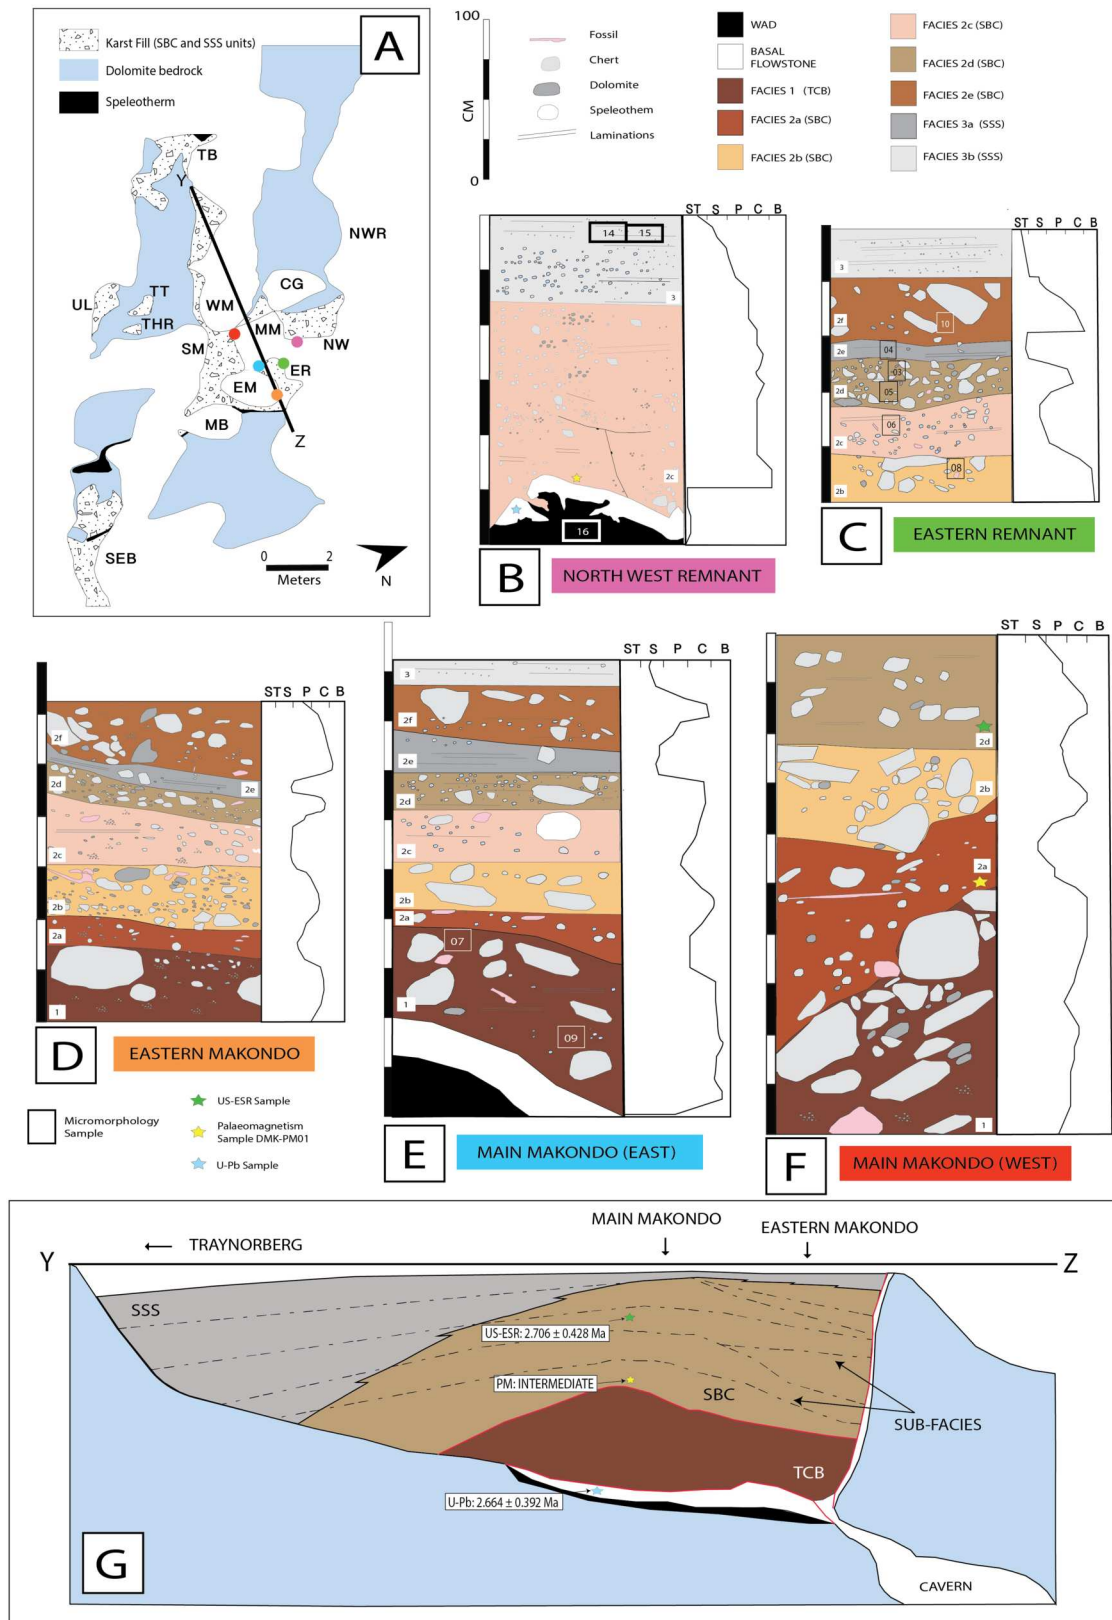 A
Karst Fill (SBC and SSS units)
Dolomite bedrock
Speleotherm
TB
Y
NWR
CG
UL
TT
WM
THR
MM
NW
SM
ER
EM
MB
Z
SEB
0 2
Meters
N
100
CM
0
Fossil
Chert
Dolomite
Speleothem
Laminations
WAD
BASAL
FLOWSTONE
FACIES 1 (TCB)
FACIES 2a (SBC)
FACIES 2b (SBC)
FACIES 2c (SBC)
FACIES 2d (SBC)
FACIES 2e (SBC)
FACIES 3a (SSS)
FACIES 3b (SSS)
ST S P C B
14 15
3
2c
16
B
NORTH WEST REMNANT
ST S P C B
3
2f
10
2e
04
03
2d
05
2c
06
08
2b
C
EASTERN REMNANT
ST S P C B
2f
2d
2e
2c
2b
2a
1
D
EASTERN MAKONDO
ST S P C B
3
2f
2e
2d
2c
2b
2a
07
1
09
E
MAIN MAKONDO (EAST)
ST S P C B
2d
2b
2a
1
F
MAIN MAKONDO (WEST)
Micromorphology
Sample
US-ESR Sample
Palaeomagnetism
Sample DMK-PM01
U-Pb Sample
Y
TRAYNORBERG
MAIN MAKONDO
EASTERN MAKONDO
Z
SSS
US-ESR: 2.706 ± 0.428 Ma
PM: INTERMEDIATE
SBC
SUB-FACIES
TCB
U-Pb: 2.664 ± 0.392 Ma
G
CAVERN